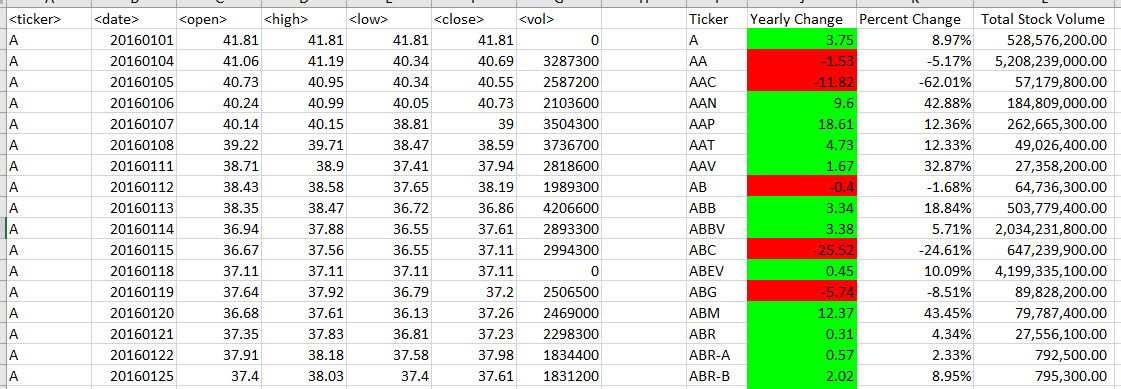 <ticker> <date> <open> <high> <low> <close> <vol> Ticker Yearly Change Percent Change Total Stock Volume
A 20160101 41.81 41.81 41.81 41.81 0 A 3.75 8.97% 528,576,200.00
A 20160104 41.06 41.19 40.34 40.69 3287300 AA -1.53 -5.17% 5,208,239,000.00
A 20160105 40.73 40.95 40.34 40.55 2587200 AAC -11.82 -62.01% 57,179,800.00
A 20160106 40.24 40.99 40.05 40.73 2103600 AAN 9.6 42.88% 184,809,000.00
A 20160107 40.14 40.15 38.81 39 3504300 AAP 18.61 12.36% 262,665,300.00
A 20160108 39.22 39.71 38.47 38.59 3736700 AAT 4.73 12.33% 49,026,400.00
A 20160111 38.71 38.9 37.41 37.94 2818600 AAV 1.67 32.87% 27,358,200.00
A 20160112 38.43 38.58 37.65 38.19 1989300 AB -0.4 -1.68% 64,736,300.00
A 20160113 38.35 38.47 36.72 36.86 4206600 ABB 3.34 18.84% 503,779,400.00
A 20160114 36.94 37.88 36.55 37.61 2893300 ABBV 3.38 5.71% 2,034,231,800.00
A 20160115 36.67 37.56 36.55 37.11 2994300 ABC -25.52 -24.61% 647,239,900.00
A 20160118 37.11 37.11 37.11 37.11 0 ABEV 0.45 10.09% 4,199,335,100.00
A 20160119 37.64 37.92 36.79 37.2 2506500 ABG -5.74 -8.51% 89,828,200.00
A 20160120 36.68 37.61 36.13 37.26 2469000 ABM 12.37 43.45% 79,787,400.00
A 20160121 37.35 37.83 36.81 37.23 2298300 ABR 0.31 4.34% 27,556,100.00
A 20160122 37.91 38.18 37.58 37.98 1834400 ABR-A 0.57 2.33% 792,500.00
A 20160125 37.4 38.03 37.4 37.61 1831200 ABR-B 2.02 8.95% 795,300.00